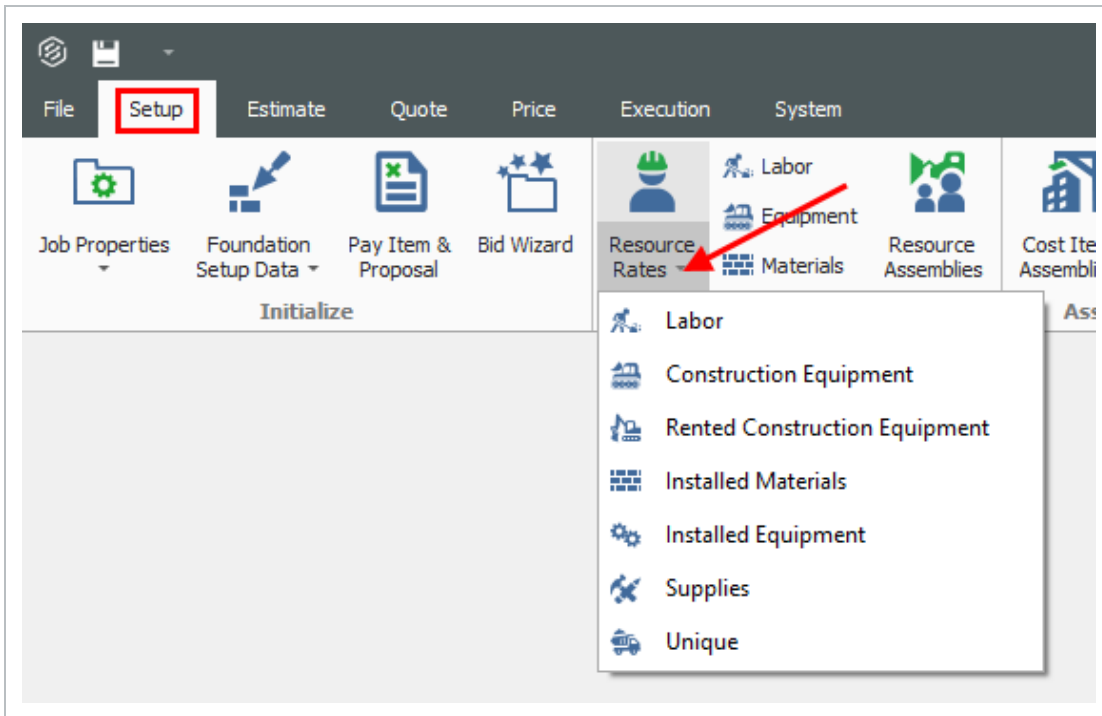 File Setup Estimate Quote Price Execution System
Job Properties
Foundation
Setup Data
Pay Item &
Proposal
Bid Wizard
Initialize
Resource
Rates
Labor
Equipment
Materials
Resource
Assemblies
Cost Ite
Assembli
Ass
Labor
Construction Equipment
Rented Construction Equipment
Installed Materials
Installed Equipment
Supplies
Unique